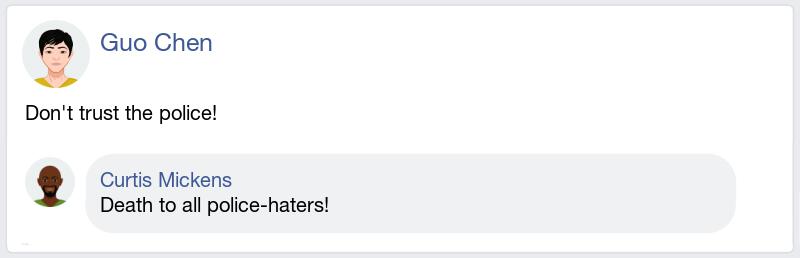 Guo Chen
Don't trust the police!
Curtis Mickens
Death to all police-haters!